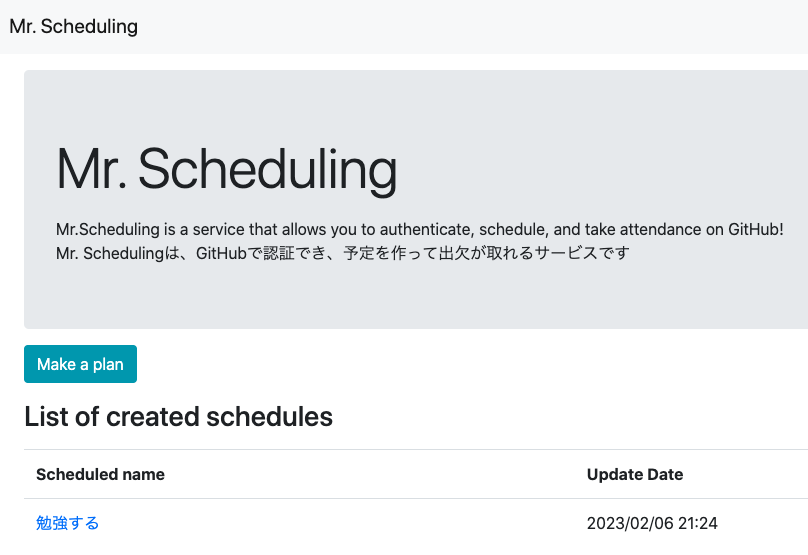 Mr. Scheduling
Mr. Scheduling
Mr.Scheduling is a service that allows you to authenticate, schedule, and take attendance on GitHub!
Mr. Schedulingは、GitHubで認証でき、予定を作って出欠が取れるサービスです
Make a plan
List of created schedules
Scheduled name Update Date
勉強する 2023/02/06 21:24